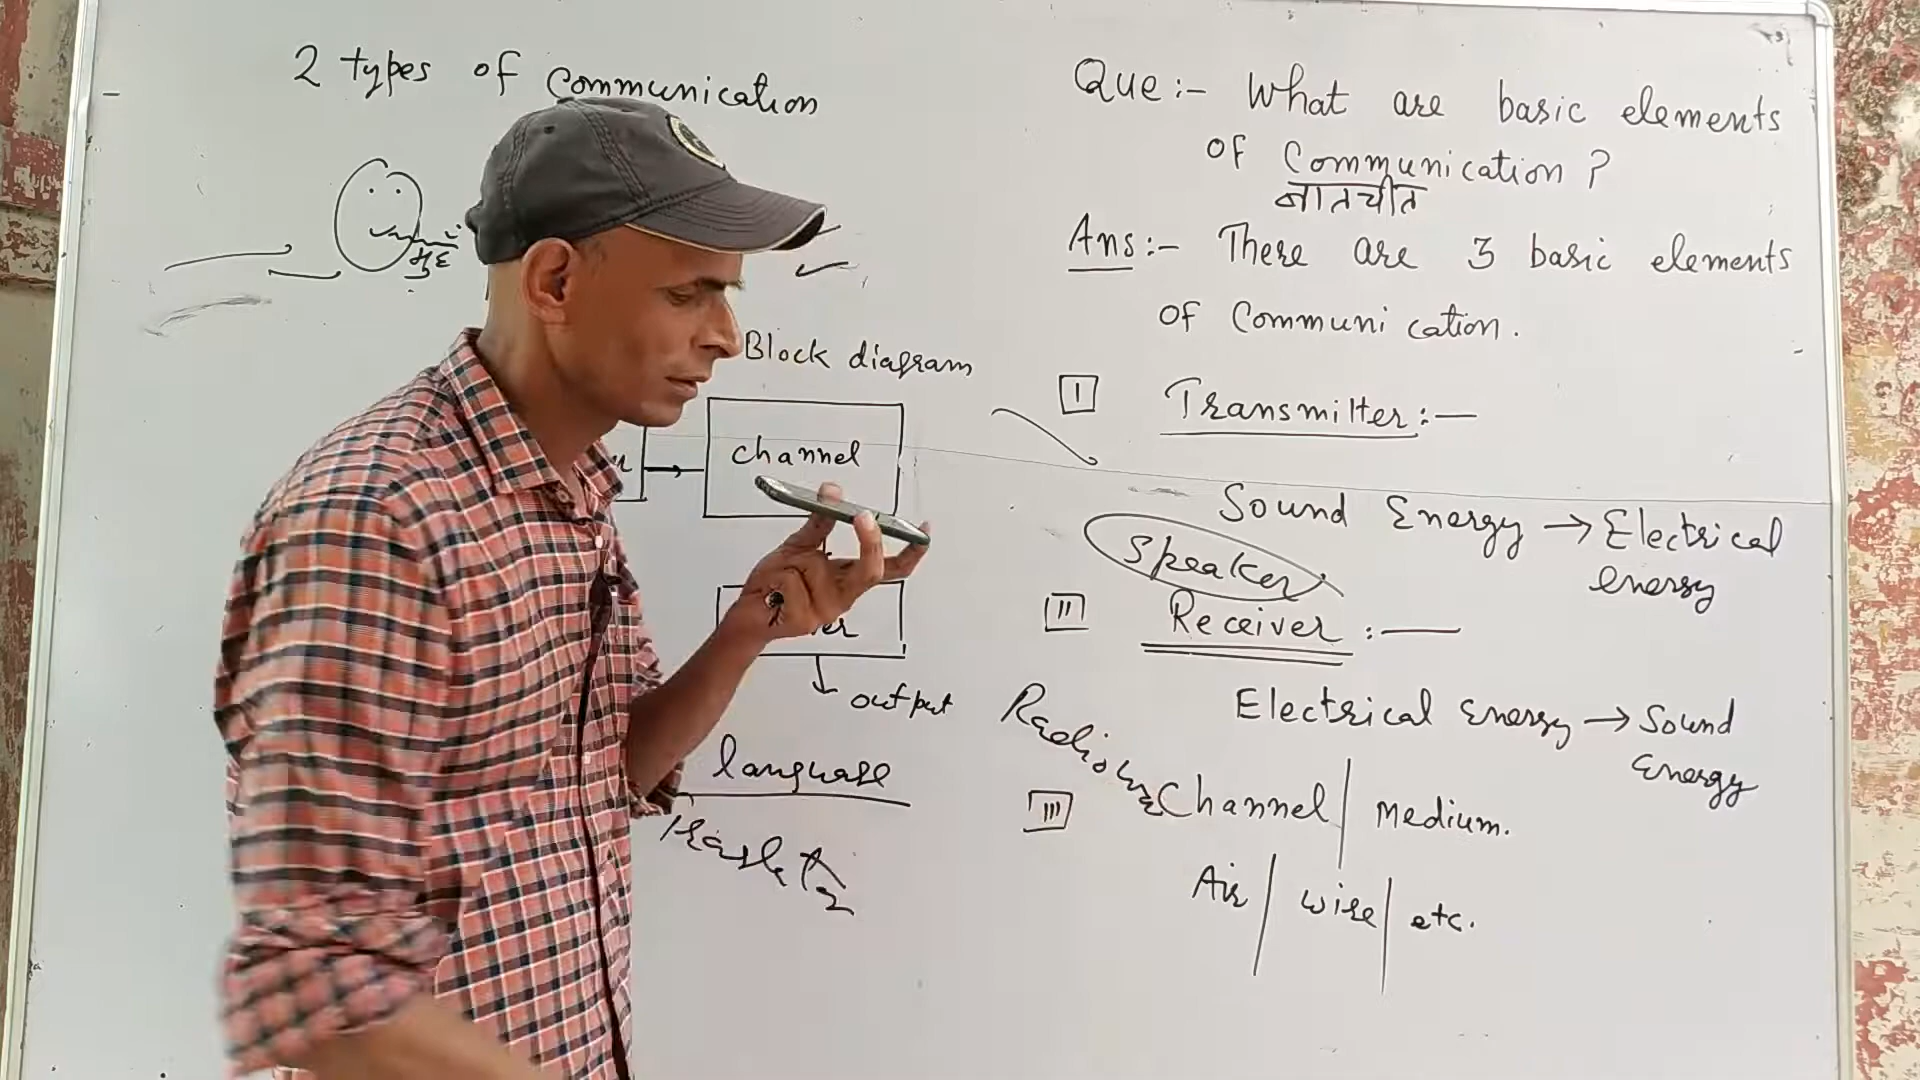 2 types of Communication
मुह
Block diagram
channel
output
language
Que:- What are basic elements
of Communication ?
बातचीत
Ans:- There are 3 basic elements
of Communication.
I Transmitter:—
Sound Energy → Electrical
energy
Speaker
II Receiver :—
Electrical energy → Sound
Energy
III Channel / Medium.
Air / wire / etc.